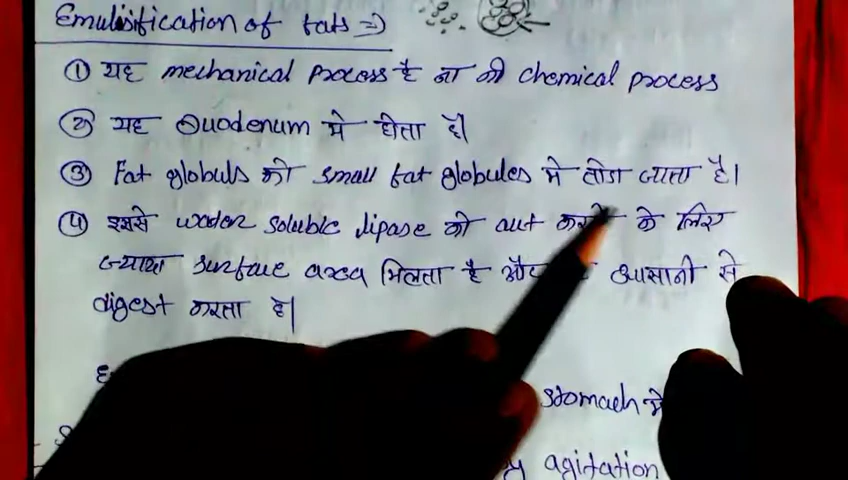 Emulsification of fats ⇒
① यह mechanical process है ना की chemical process
② यह Duodenum मे होता है।
③ Fat globuls को small fat globules मे तोडा जाता है।
④ इससे water soluble lipase को aut करने के लिए
ज्यादा surface area मिलता है और आसानी से
digest करता है।
stomach मे
agitation